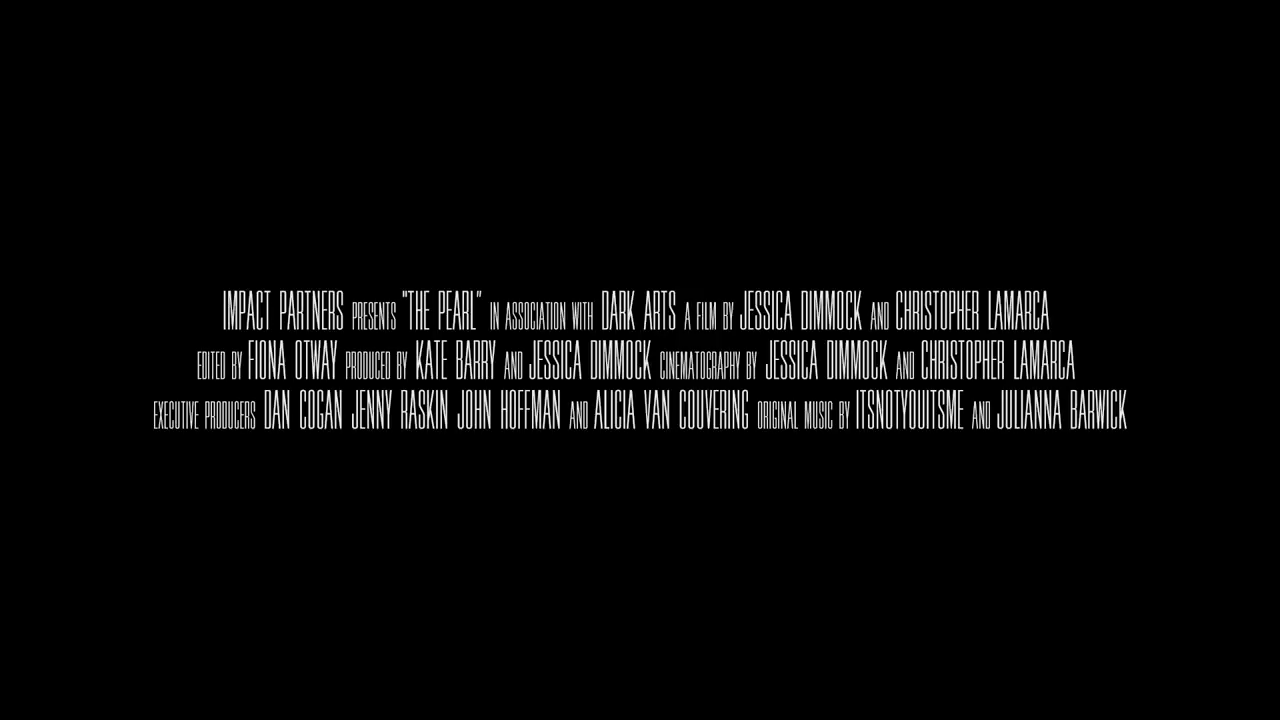 IMPACT PARTNERS PRESENTS "THE PEARL" IN ASSOCIATION WITH DARK ARTS A FILM BY JESSICA DIMMOCK AND CHRISTOPHER LAMARCA
EDITED BY FIONA OTWAY PRODUCED BY KATE BARRY AND JESSICA DIMMOCK CINEMATOGRAPHY BY JESSICA DIMMOCK AND CHRISTOPHER LAMARCA
EXECUTIVE PRODUCERS DAN COGAN JENNY RASKIN JOHN HOFFMAN AND ALICIA VAN COUVERING ORIGINAL MUSIC BY ITSNOTYOUITSME AND JULIANNA BARWICK